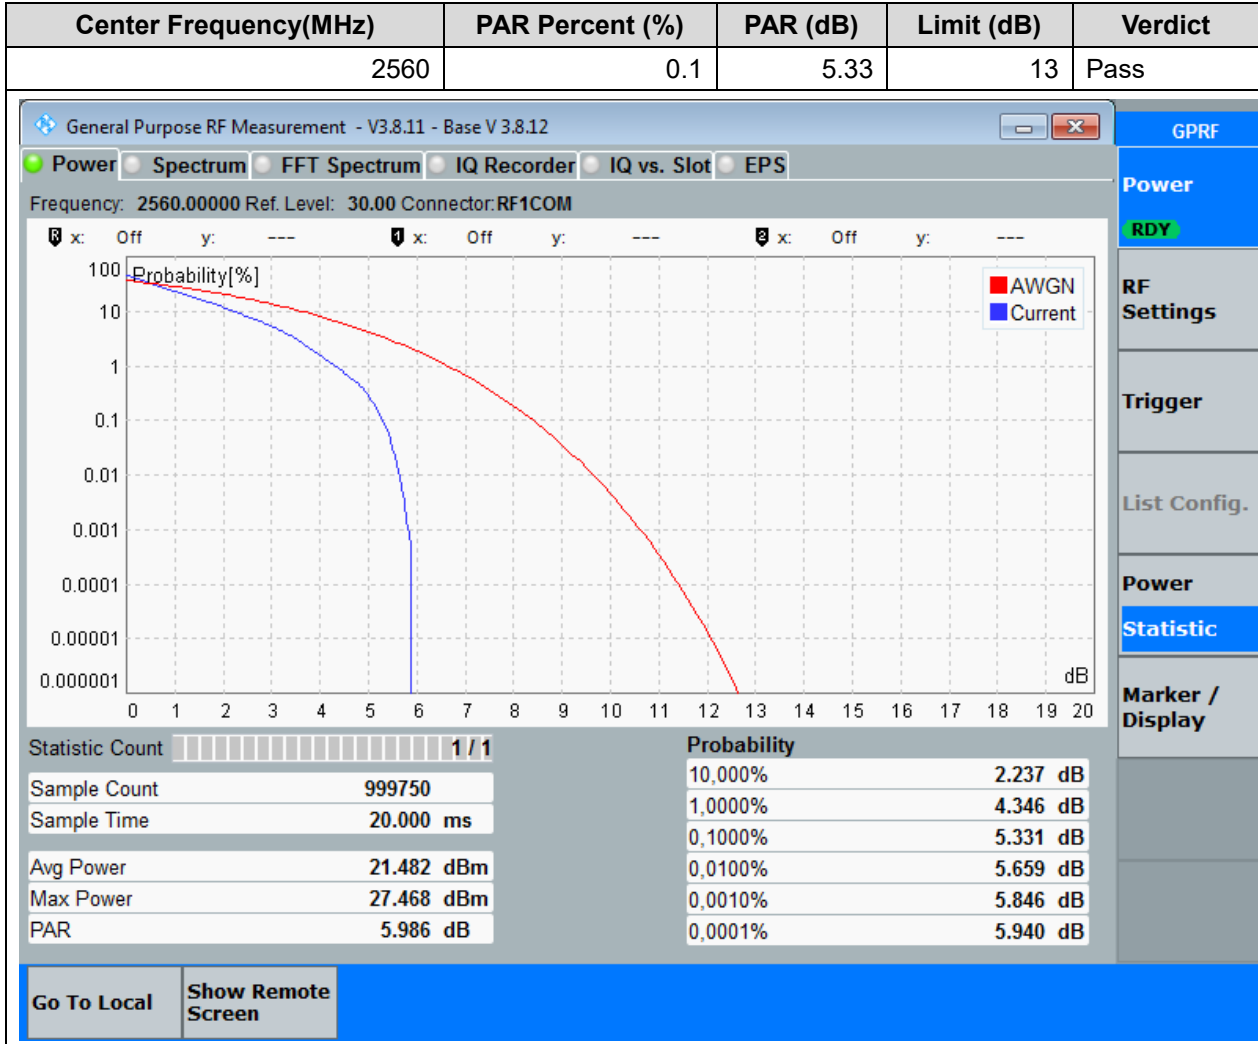 Center Frequency(MHz) PAR Percent (%) PAR (dB) Limit (dB) Verdict
2560 0.1 5.33 13 Pass
General Purpose RF Measurement - V3.8.11 - Base V 3.8.12
GPRF
Power Spectrum FFT Spectrum IQ Recorder IQ vs. Slot EPS
Power
RDY
Frequency: 2560.00000 Ref. Level: 30.00 Connector: RF1COM
R x: Off y: --- 1 x: Off y: --- 2 x: Off y: ---
Probability[%]
AWGN
Current
100
10
1
0.1
0.01
0.001
0.0001
0.00001
0.000001
dB
0 1 2 3 4 5 6 7 8 9 10 11 12 13 14 15 16 17 18 19 20
RF
Settings
Trigger
List Config.
Power
Statistic
Marker /
Display
Statistic Count 1 / 1
Sample Count 999750
Sample Time 20.000 ms
Avg Power 21.482 dBm
Max Power 27.468 dBm
PAR 5.986 dB
Probability
10,000% 2.237 dB
1,0000% 4.346 dB
0,1000% 5.331 dB
0,0100% 5.659 dB
0,0010% 5.846 dB
0,0001% 5.940 dB
Go To Local
Show Remote
Screen